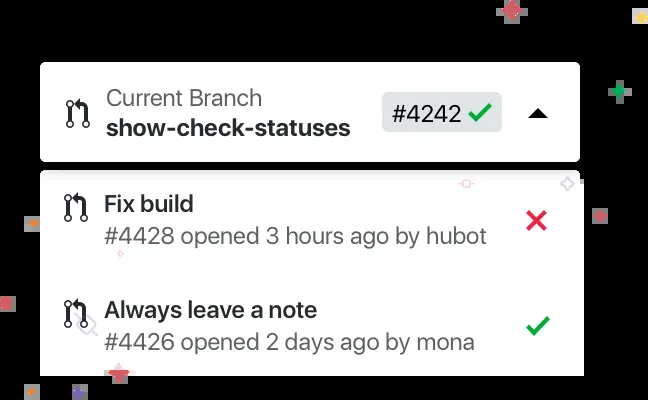 Current Branch
show-check-statuses
#4242
Fix build
#4428 opened 3 hours ago by hubot
Always leave a note
#4426 opened 2 days ago by mona